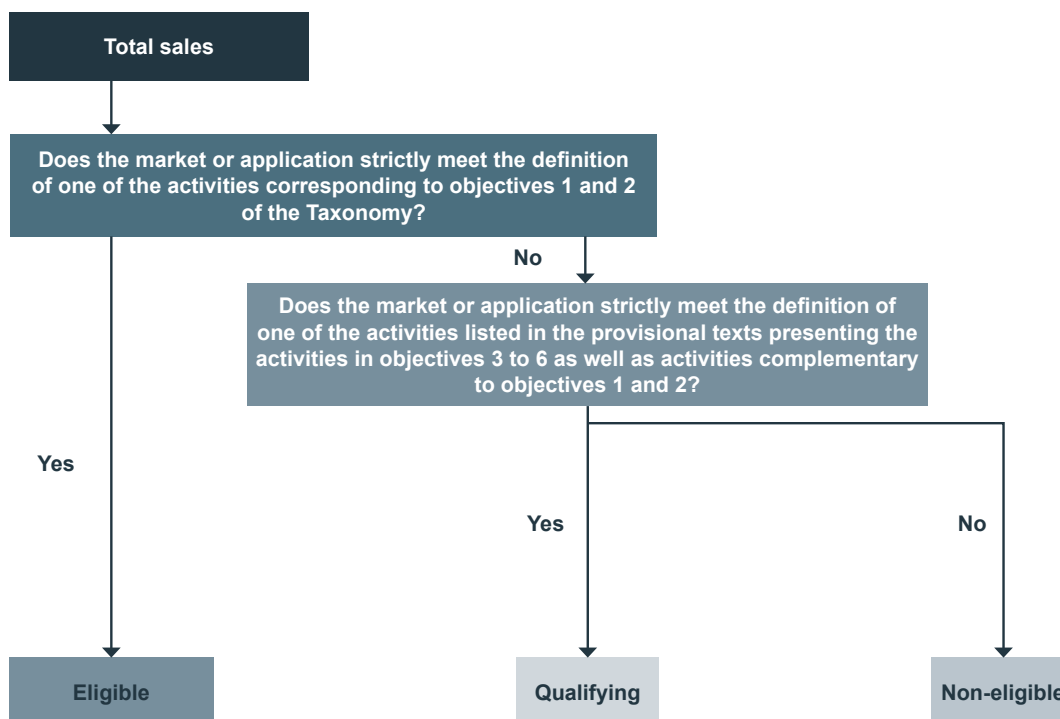 Total sales
Does the market or application strictly meet the definition
of one of the activities corresponding to objectives 1 and 2
of the Taxonomy?
No
Does the market or application strictly meet the definition of
one of the activities listed in the provisional texts presenting the
activities in objectives 3 to 6 as well as activities complementary
to objectives 1 and 2?
Yes
Yes
No
Eligible
Qualifying
Non-eligible